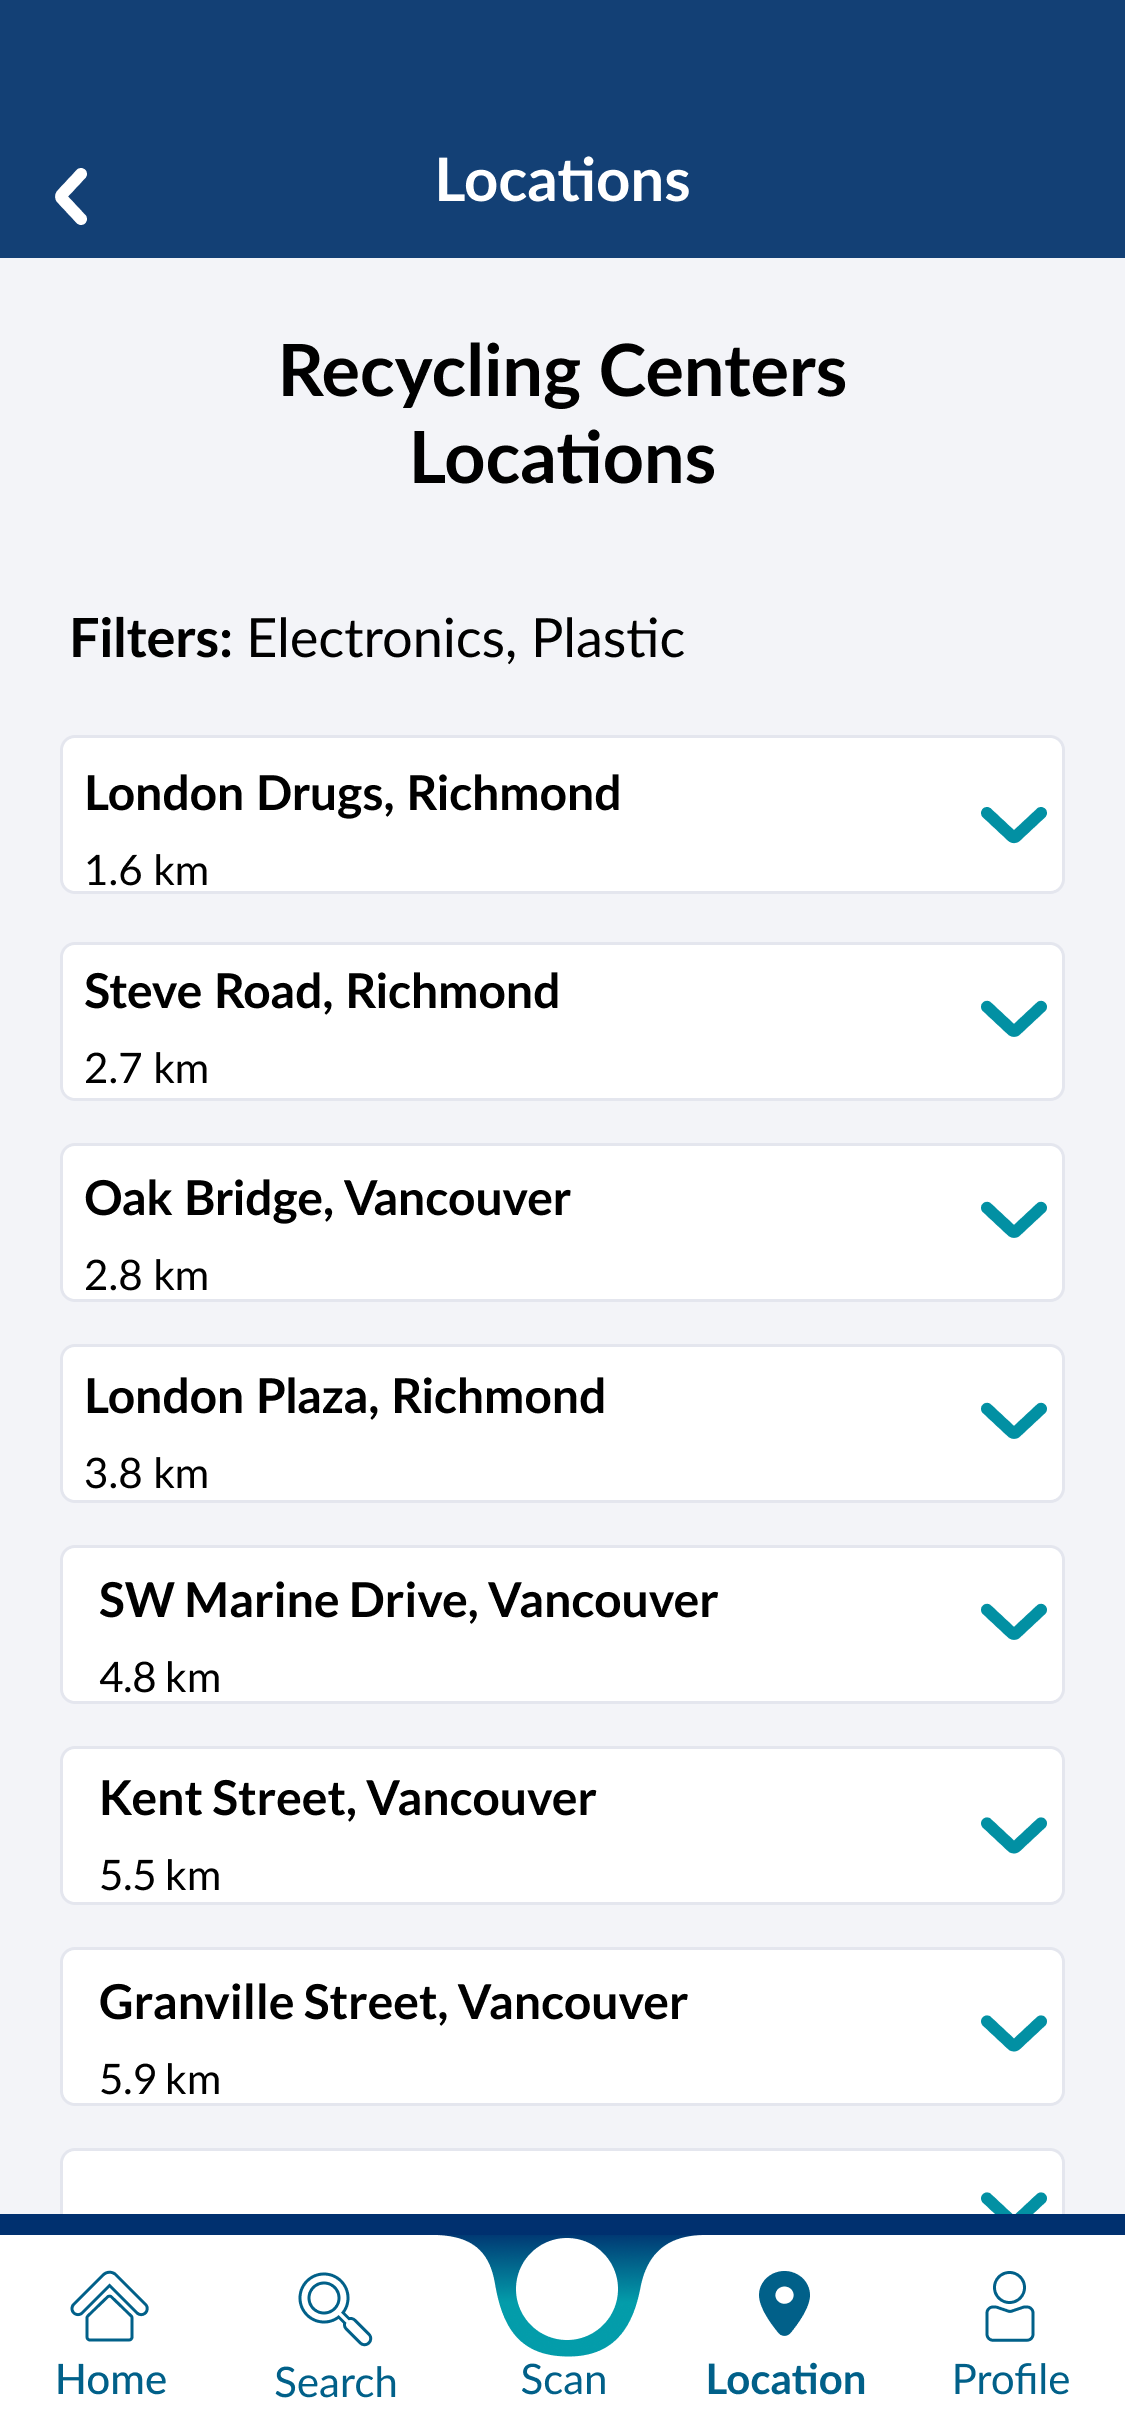 Locations
Recycling Centers
Locations
Filters: Electronics, Plastic
London Drugs, Richmond
1.6 km
Steve Road, Richmond
2.7 km
Oak Bridge, Vancouver
2.8 km
London Plaza, Richmond
3.8 km
SW Marine Drive, Vancouver
4.8 km
Kent Street, Vancouver
5.5 km
Granville Street, Vancouver
5.9 km
Home
Search
Scan
Location
Profile